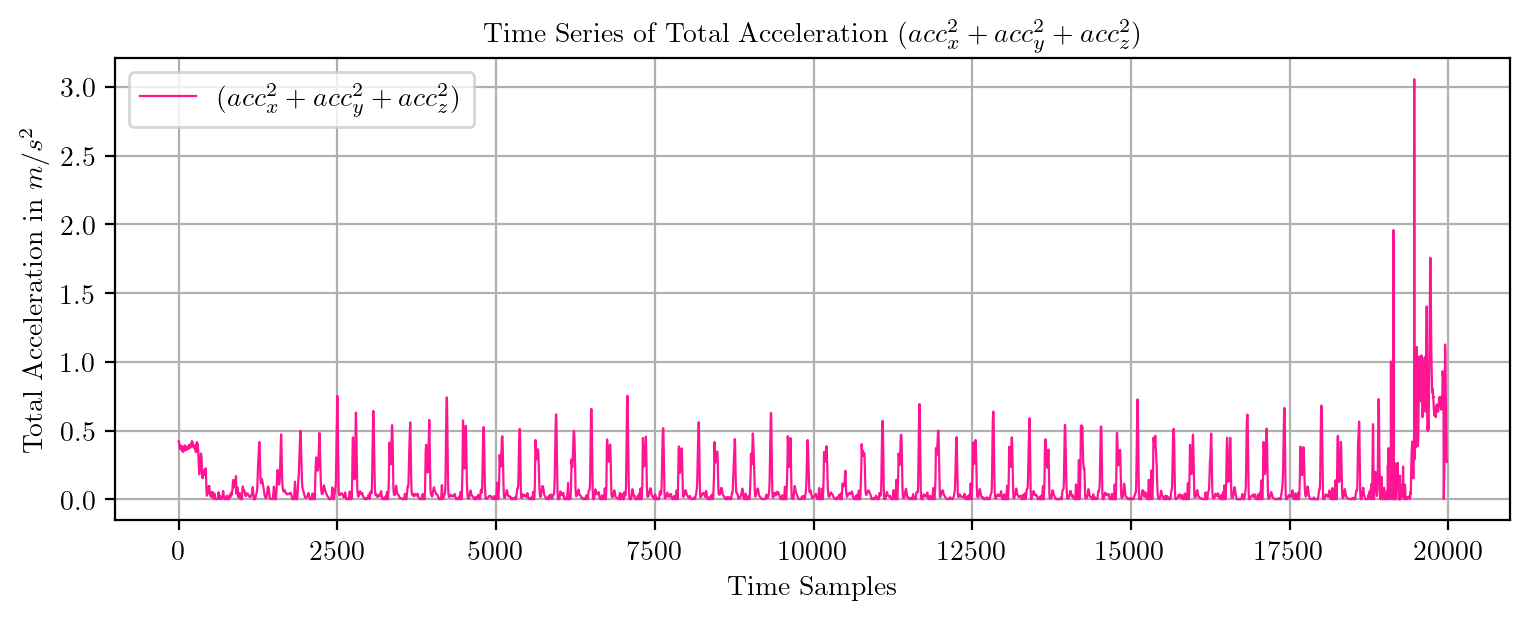 Time Series of Total Acceleration $(acc_x^2 + acc_y^2 + acc_z^2)$
$(acc_x^2 + acc_y^2 + acc_z^2)$
Total Acceleration in $m/s^2$
3.0
2.5
2.0
1.5
1.0
0.5
0.0
0 2500 5000 7500 10000 12500 15000 17500 20000
Time Samples